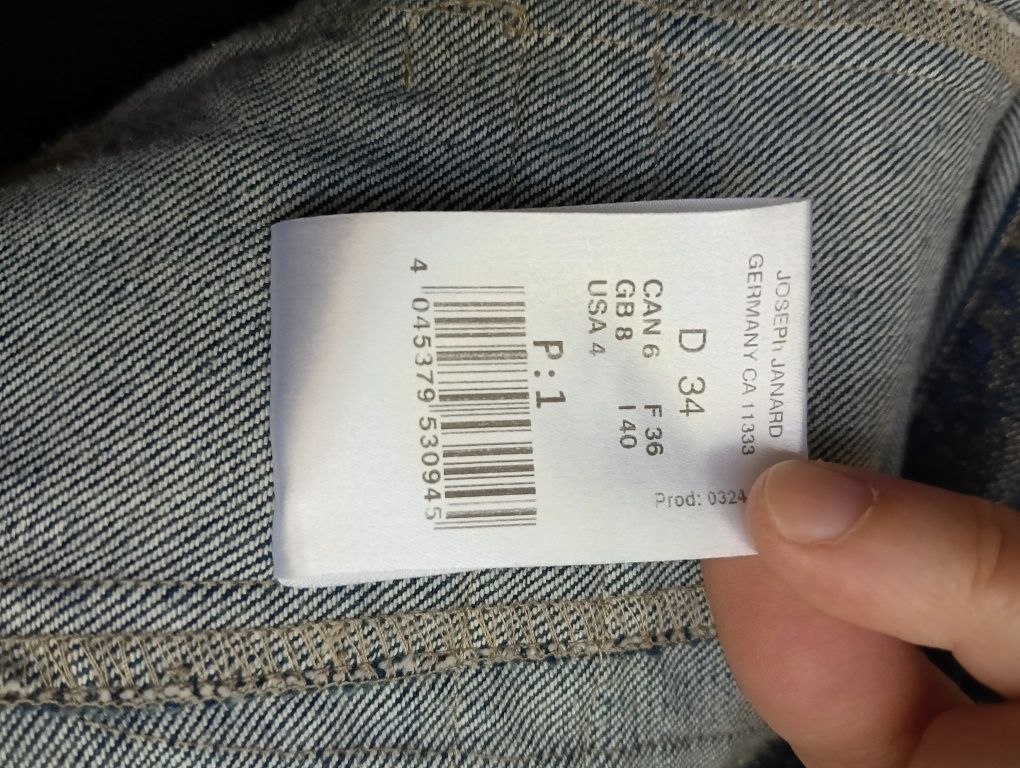 JOSEPh JANARD
GERMANY CA 11333
D 34
CAN 6 F 36
GB 8 I 40
USA 4
Prod: 0324
P:1
4 045379 530945